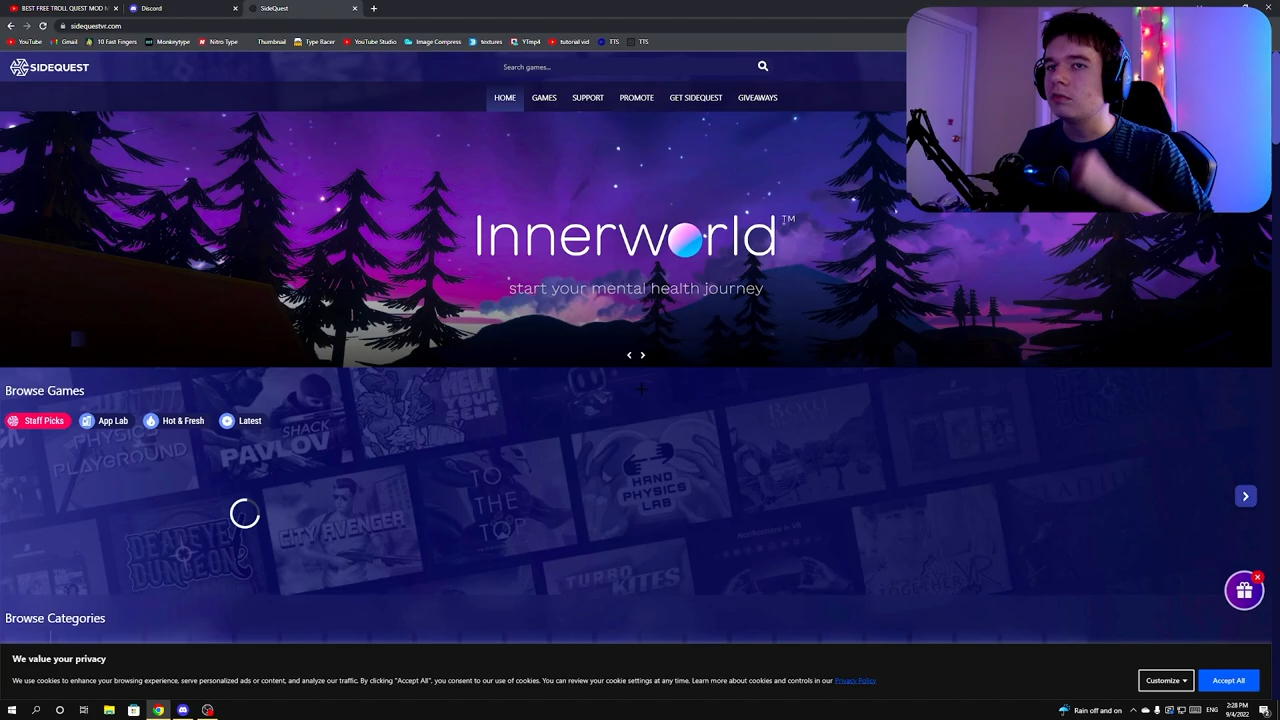 BEST FREE TROLL QUEST MOD M
Discord
SideQuest
sidequestvr.com
YouTube
Gmail
10 Fast Fingers
Monkeytype
Nitro Type
Thumbnail
Type Racer
YouTube Studio
Image Compress
textures
YTmp4
tutorial vid
TTS
TTS
SIDEQUEST
Search games...
HOME
GAMES
SUPPORT
PROMOTE
GET SIDEQUEST
GIVEAWAYS
Innerworld™
start your mental health journey
Browse Games
Staff Picks
App Lab
Hot & Fresh
Latest
PHYSICS
PLAYGROUND
SHACK
PAVLOV
HELP
YOURSELF
TO
THE
TOP
HAND
PHYSICS
LAB
CITY AVENGER
DEADEYE
DUNGEON
TURBO
KITES
TOGETHER VR
Browse Categories
We value your privacy
We use cookies to enhance your browsing experience, serve personalized ads or content, and analyze our traffic. By clicking "Accept All", you consent to our use of cookies. You can review your cookie settings at any time. Learn more about cookies and controls in our Privacy Policy
Customize
Accept All
Rain off and on
ENG
2:28 PM
9/4/2022